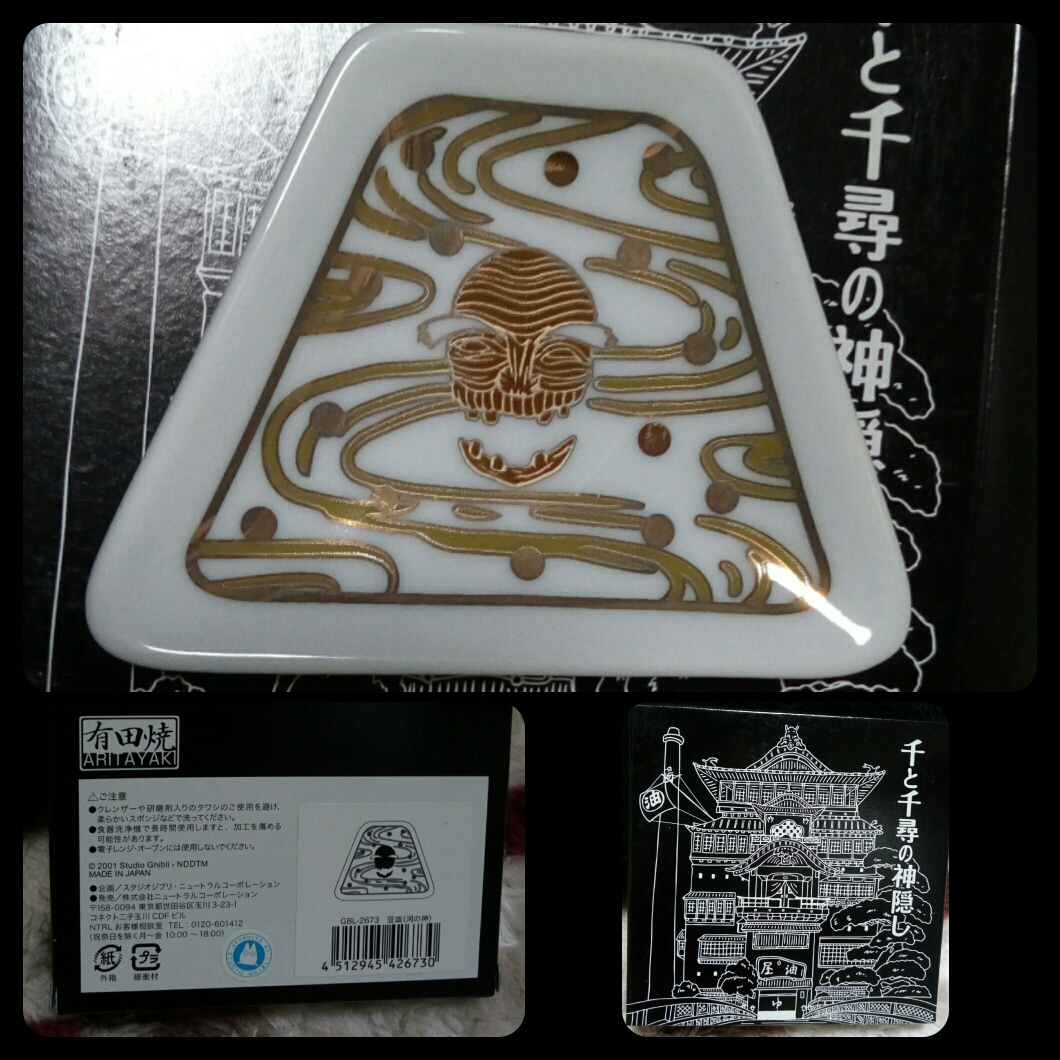 と千尋の神隠
有田焼
ARITAYAKI
⚠ご注意
●クレンザーや研磨剤入りのタワシのご使用を避け、
柔らかいスポンジなどで洗ってください。
●食器洗浄機で長時間使用しますと、加工を傷める
可能性があります。
●電子レンジ・オーブンには使用しないでください。
© 2001 Studio Ghibli・NDDTM
MADE IN JAPAN
●企画／スタジオジブリ・ニュートラルコーポレーション
●発売／株式会社ニュートラルコーポレーション
〒158-0094 東京都世田谷区玉川3-23-1
コネクト二子玉川 CDF ビル
NTRL お客様相談室 TEL：0120-601412
(祝祭日を除く月〜金 10:00 〜 18:00)
紙
外箱
プラ
緩衝材
GBL-2673 豆皿(河の神)
4 512945 426730
千と千尋の神隠し
油
屋油
ゆ